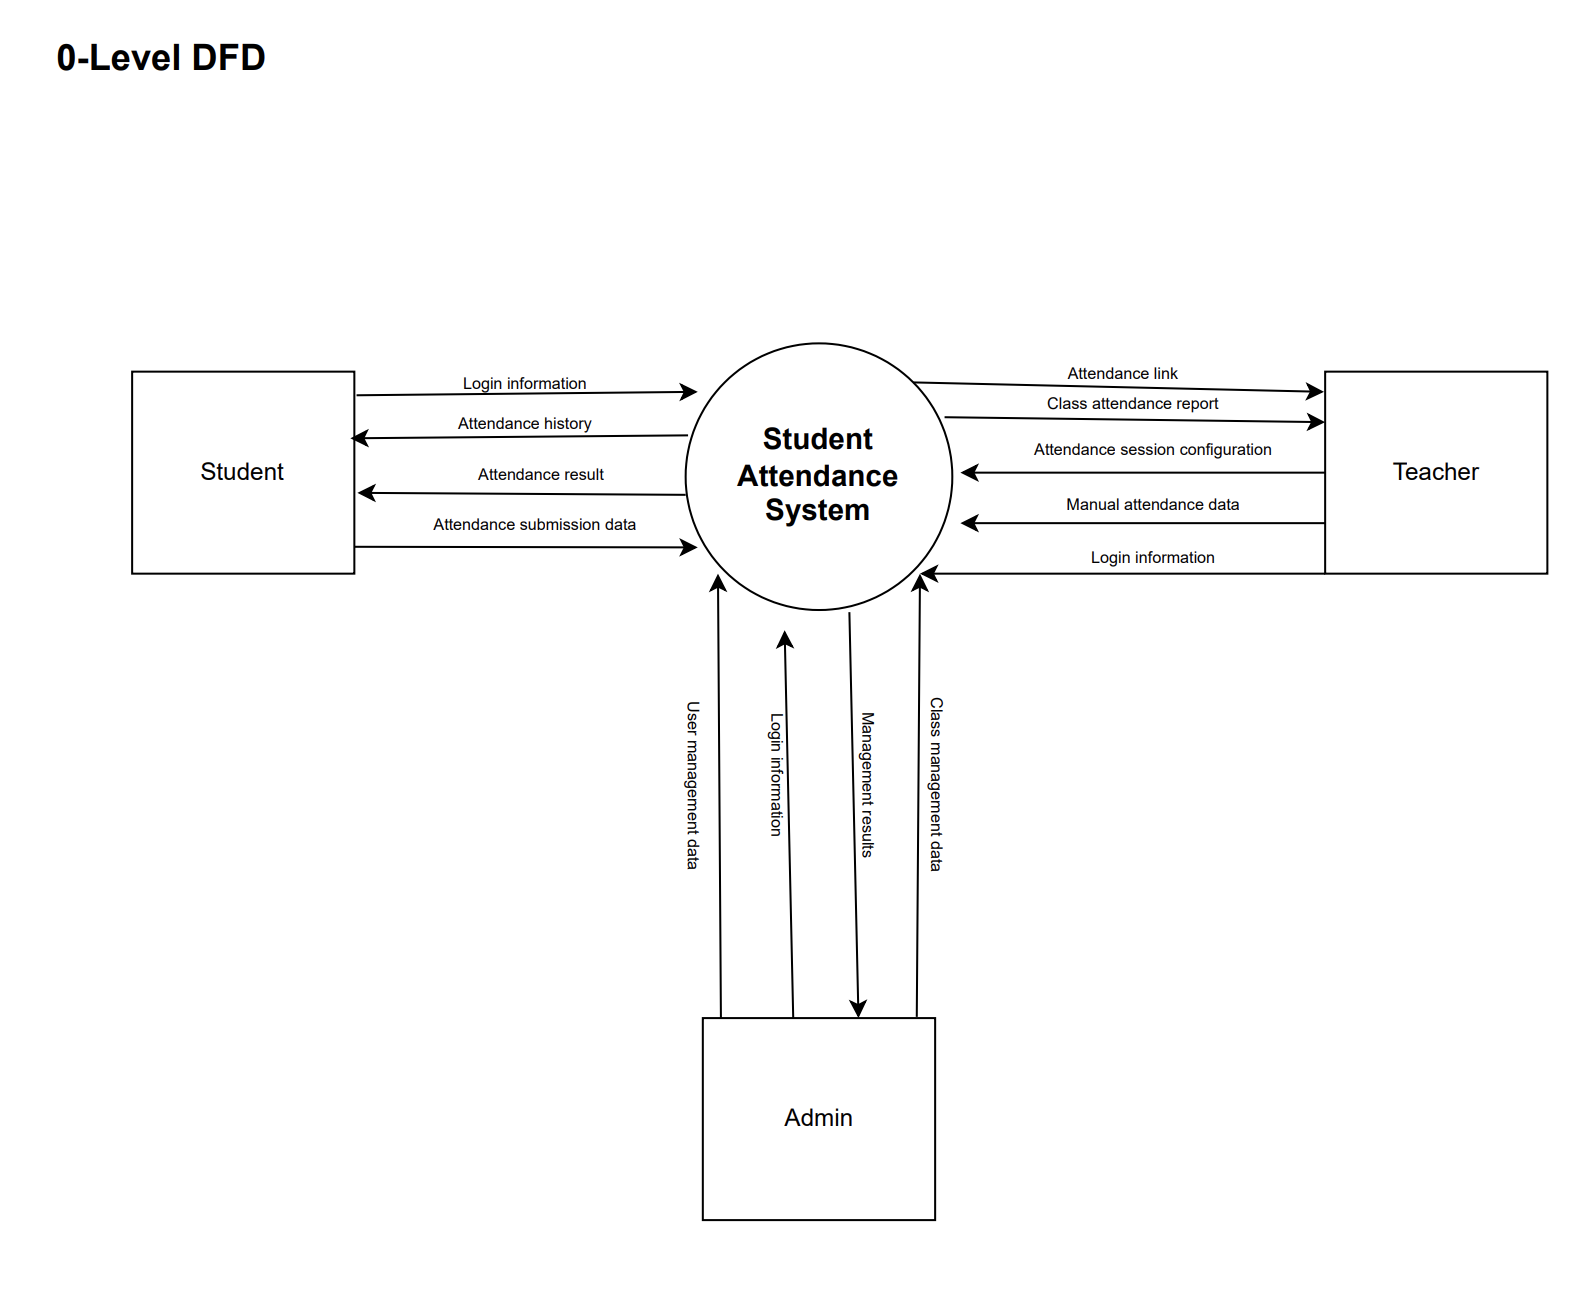 0-Level DFD
Login information
Attendance history
Attendance result
Attendance submission data
Student
Student
Attendance
System
Attendance link
Class attendance report
Attendance session configuration
Manual attendance data
Login information
Teacher
User management data
Login information
Management results
Class management data
Admin